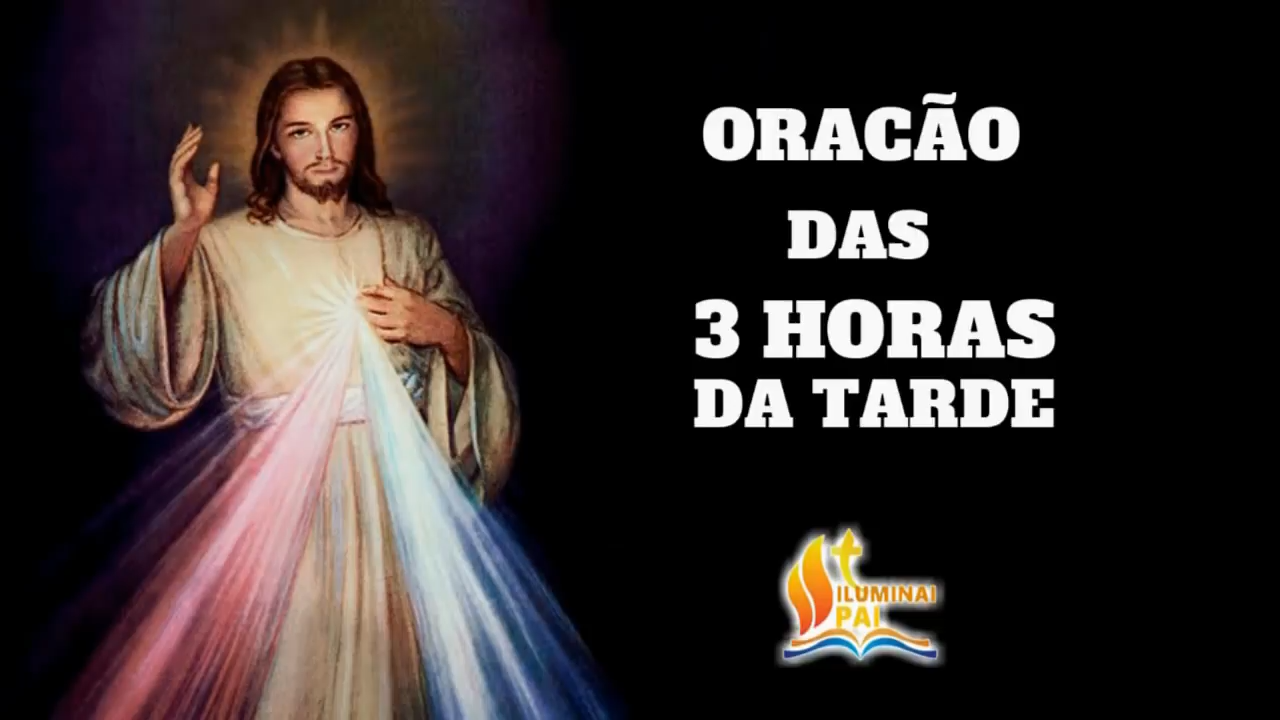 ORACÃO
DAS
3 HORAS
DA TARDE
ILUMINAI
PAI